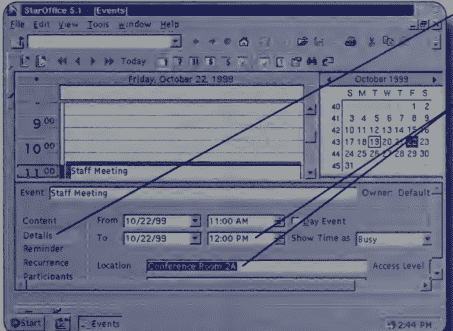 StarOffice 5.1 [Events]
File Edit View Tools Window Help
Today
Friday, October 22, 1999
October 1999
S M T W T F S
40 1 2
41 3 4 5 6 7 8 9
42 10 11 12 13 14 15 16
43 17 18 19 20 21 22 23
44 24 25 26 27 28 29 30
45 31
9 00
10 00
11 00 Staff Meeting
Event Staff Meeting Owner: Default
Content From 10/22/99 11:00 AM Day Event
Details To 10/22/99 12:00 PM Show Time as Busy
Reminder
Recurrence Location Conference Room 2A Access Level
Participants
Start Events 2:44 PM